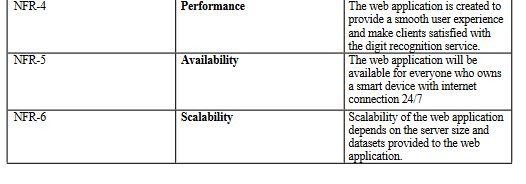 NFR-4 Performance The web application is created to
provide a smooth user experience
and make clients satisfied with
the digit recognition service.
NFR-5 Availability The web application will be
available for everyone who owns
a smart device with internet
connection 24/7
NFR-6 Scalability Scalability of the web application
depends on the server size and
datasets provided to the web
application.